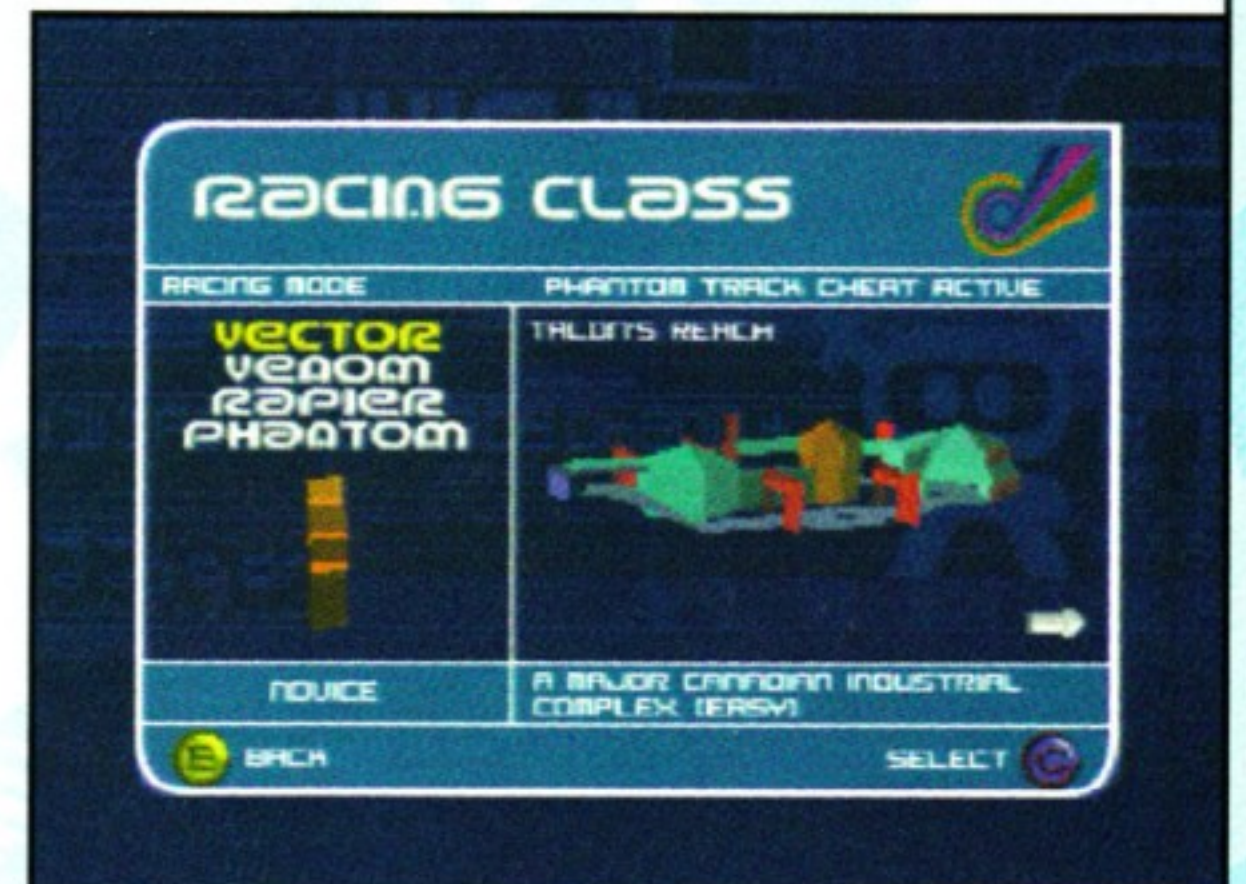 RACING CLASS
RACING MODE
PHANTOM TRACK CHEAT ACTIVE
VECTOR
VENOM
RAPIER
PHANTOM
TALON'S REACH
NOVICE
A MAJOR CANADIAN INDUSTRIAL
COMPLEX (EASY)
B BACK
SELECT C